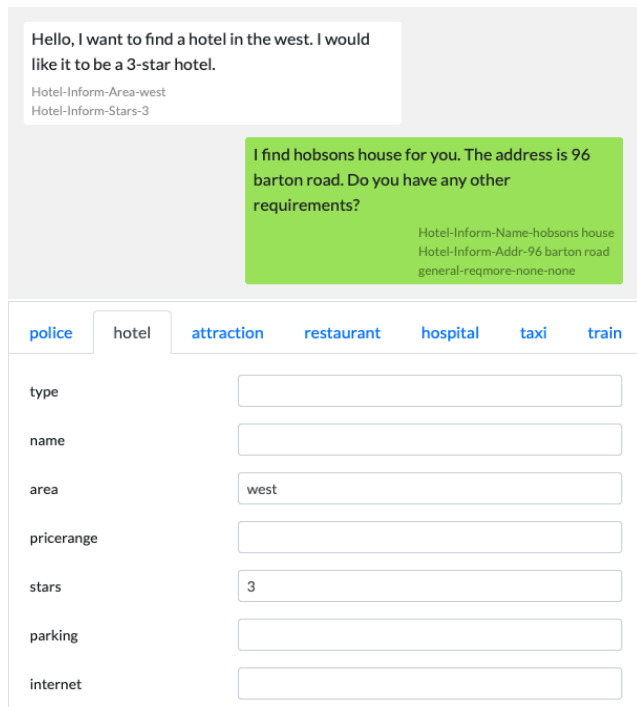 Hello, I want to find a hotel in the west. I would
like it to be a 3-star hotel.
Hotel-Inform-Area-west
Hotel-Inform-Stars-3
I find hobsons house for you. The address is 96
barton road. Do you have any other
requirements?
Hotel-Inform-Name-hobsons house
Hotel-Inform-Addr-96 barton road
general-reqmore-none-none
police hotel attraction restaurant hospital taxi train
type
name
area west
pricerange
stars 3
parking
internet